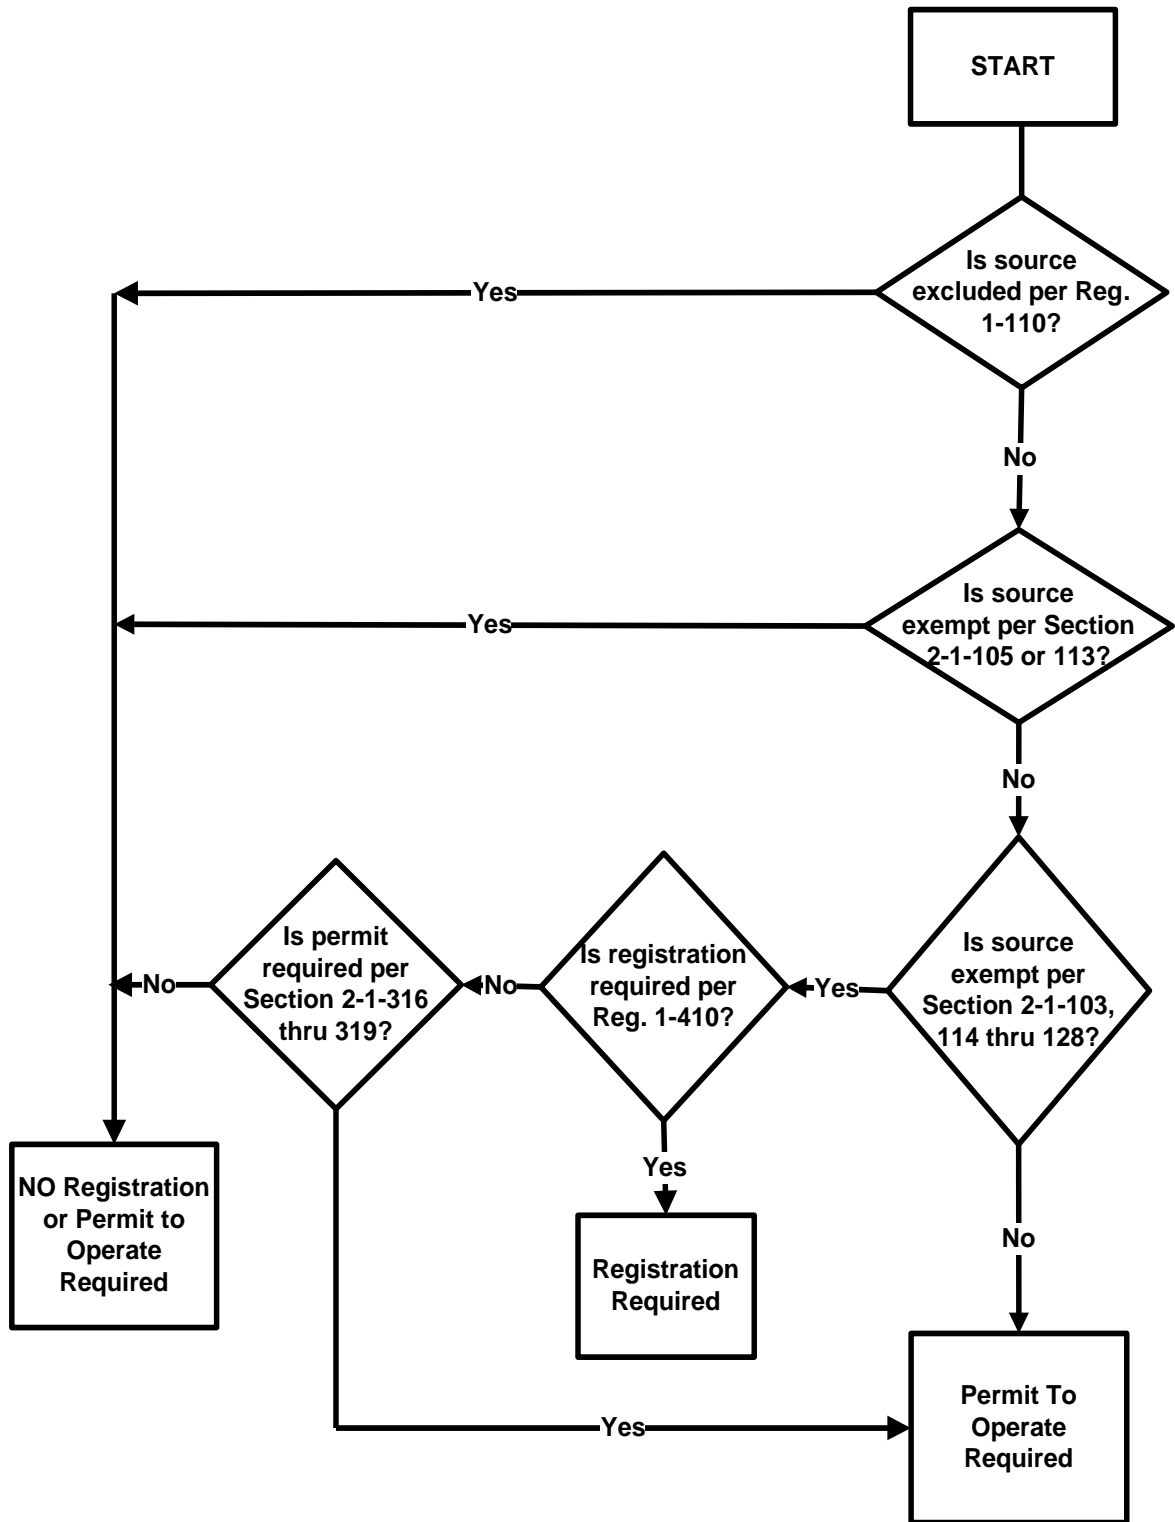 START
Is source
excluded per Reg.
1-110?
Yes
No
Is source
exempt per Section
2-1-105 or 113?
Yes
No
Is source
exempt per
Section 2-1-103,
114 thru 128?
Yes
Is registration
required per
Reg. 1-410?
No
Is permit
required per
Section 2-1-316
thru 319?
No
NO Registration
or Permit to
Operate
Required
Yes
Registration
Required
No
Yes
Permit To
Operate
Required